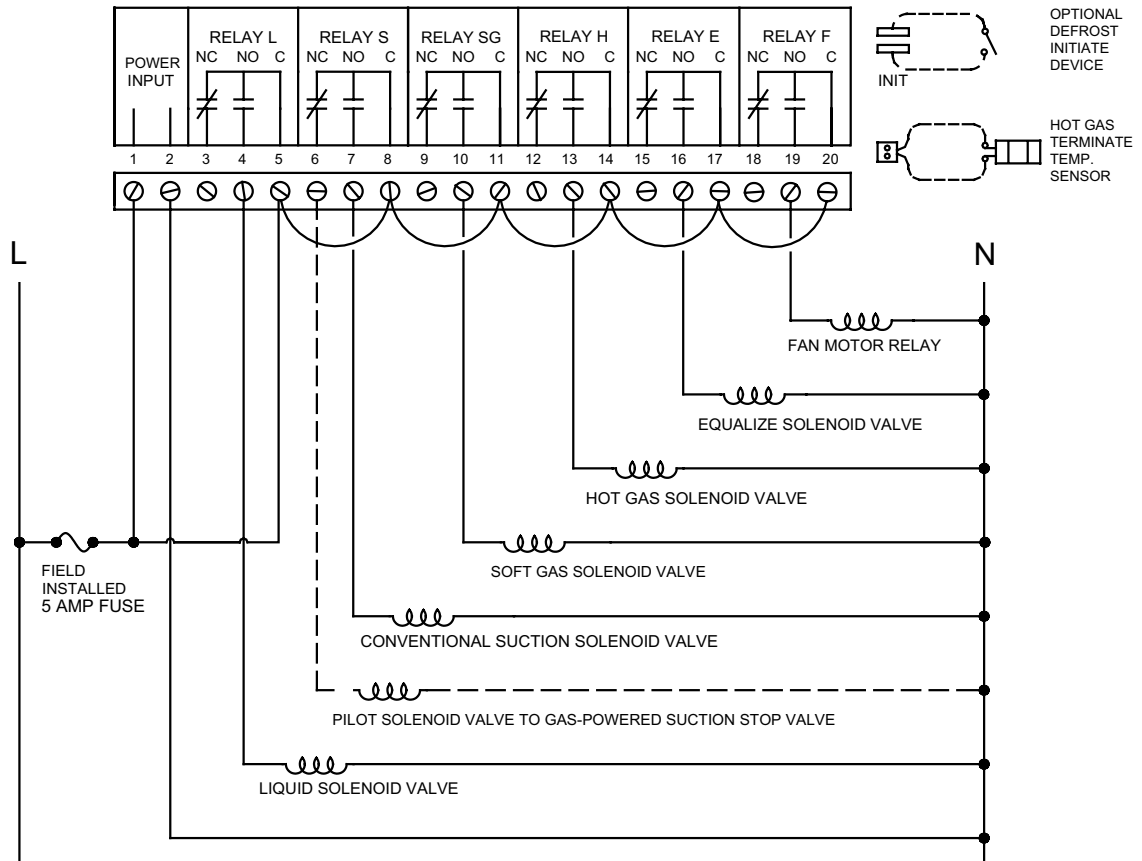 POWER
INPUT
RELAY L
NC NO C
RELAY S
NC NO C
RELAY SG
NC NO C
RELAY H
NC NO C
RELAY E
NC NO C
RELAY F
NC NO C
1 2 3 4 5 6 7 8 9 10 11 12 13 14 15 16 17 18 19 20
INIT
OPTIONAL
DEFROST
INITIATE
DEVICE
HOT GAS
TERMINATE
TEMP.
SENSOR
L
N
FAN MOTOR RELAY
EQUALIZE SOLENOID VALVE
HOT GAS SOLENOID VALVE
SOFT GAS SOLENOID VALVE
FIELD
INSTALLED
5 AMP FUSE
CONVENTIONAL SUCTION SOLENOID VALVE
PILOT SOLENOID VALVE TO GAS-POWERED SUCTION STOP VALVE
LIQUID SOLENOID VALVE